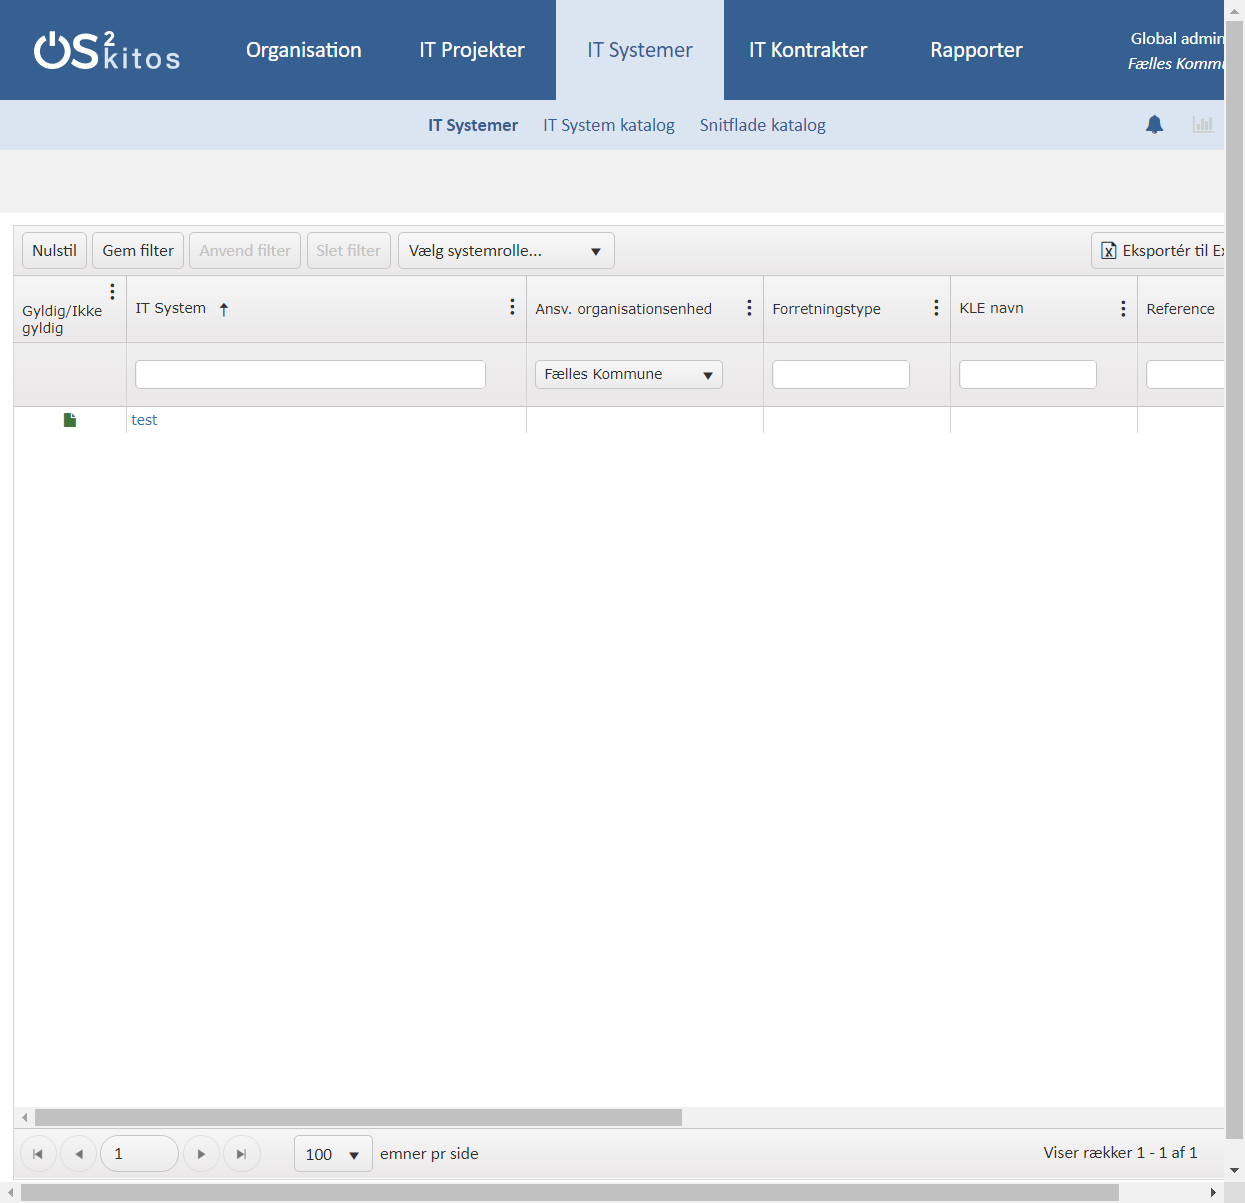 OS2 kitos
Organisation
IT Projekter
IT Systemer
IT Kontrakter
Rapporter
Global admin
Fælles Kommu
IT Systemer
IT System katalog
Snitflade katalog
Nulstil
Gem filter
Anvend filter
Slet filter
Vælg systemrolle...
Eksportér til Ex
Gyldig/Ikke
gyldig
IT System
Ansv. organisationsenhed
Forretningstype
KLE navn
Reference
Fælles Kommune
test
1
100
emner pr side
Viser rækker 1 - 1 af 1